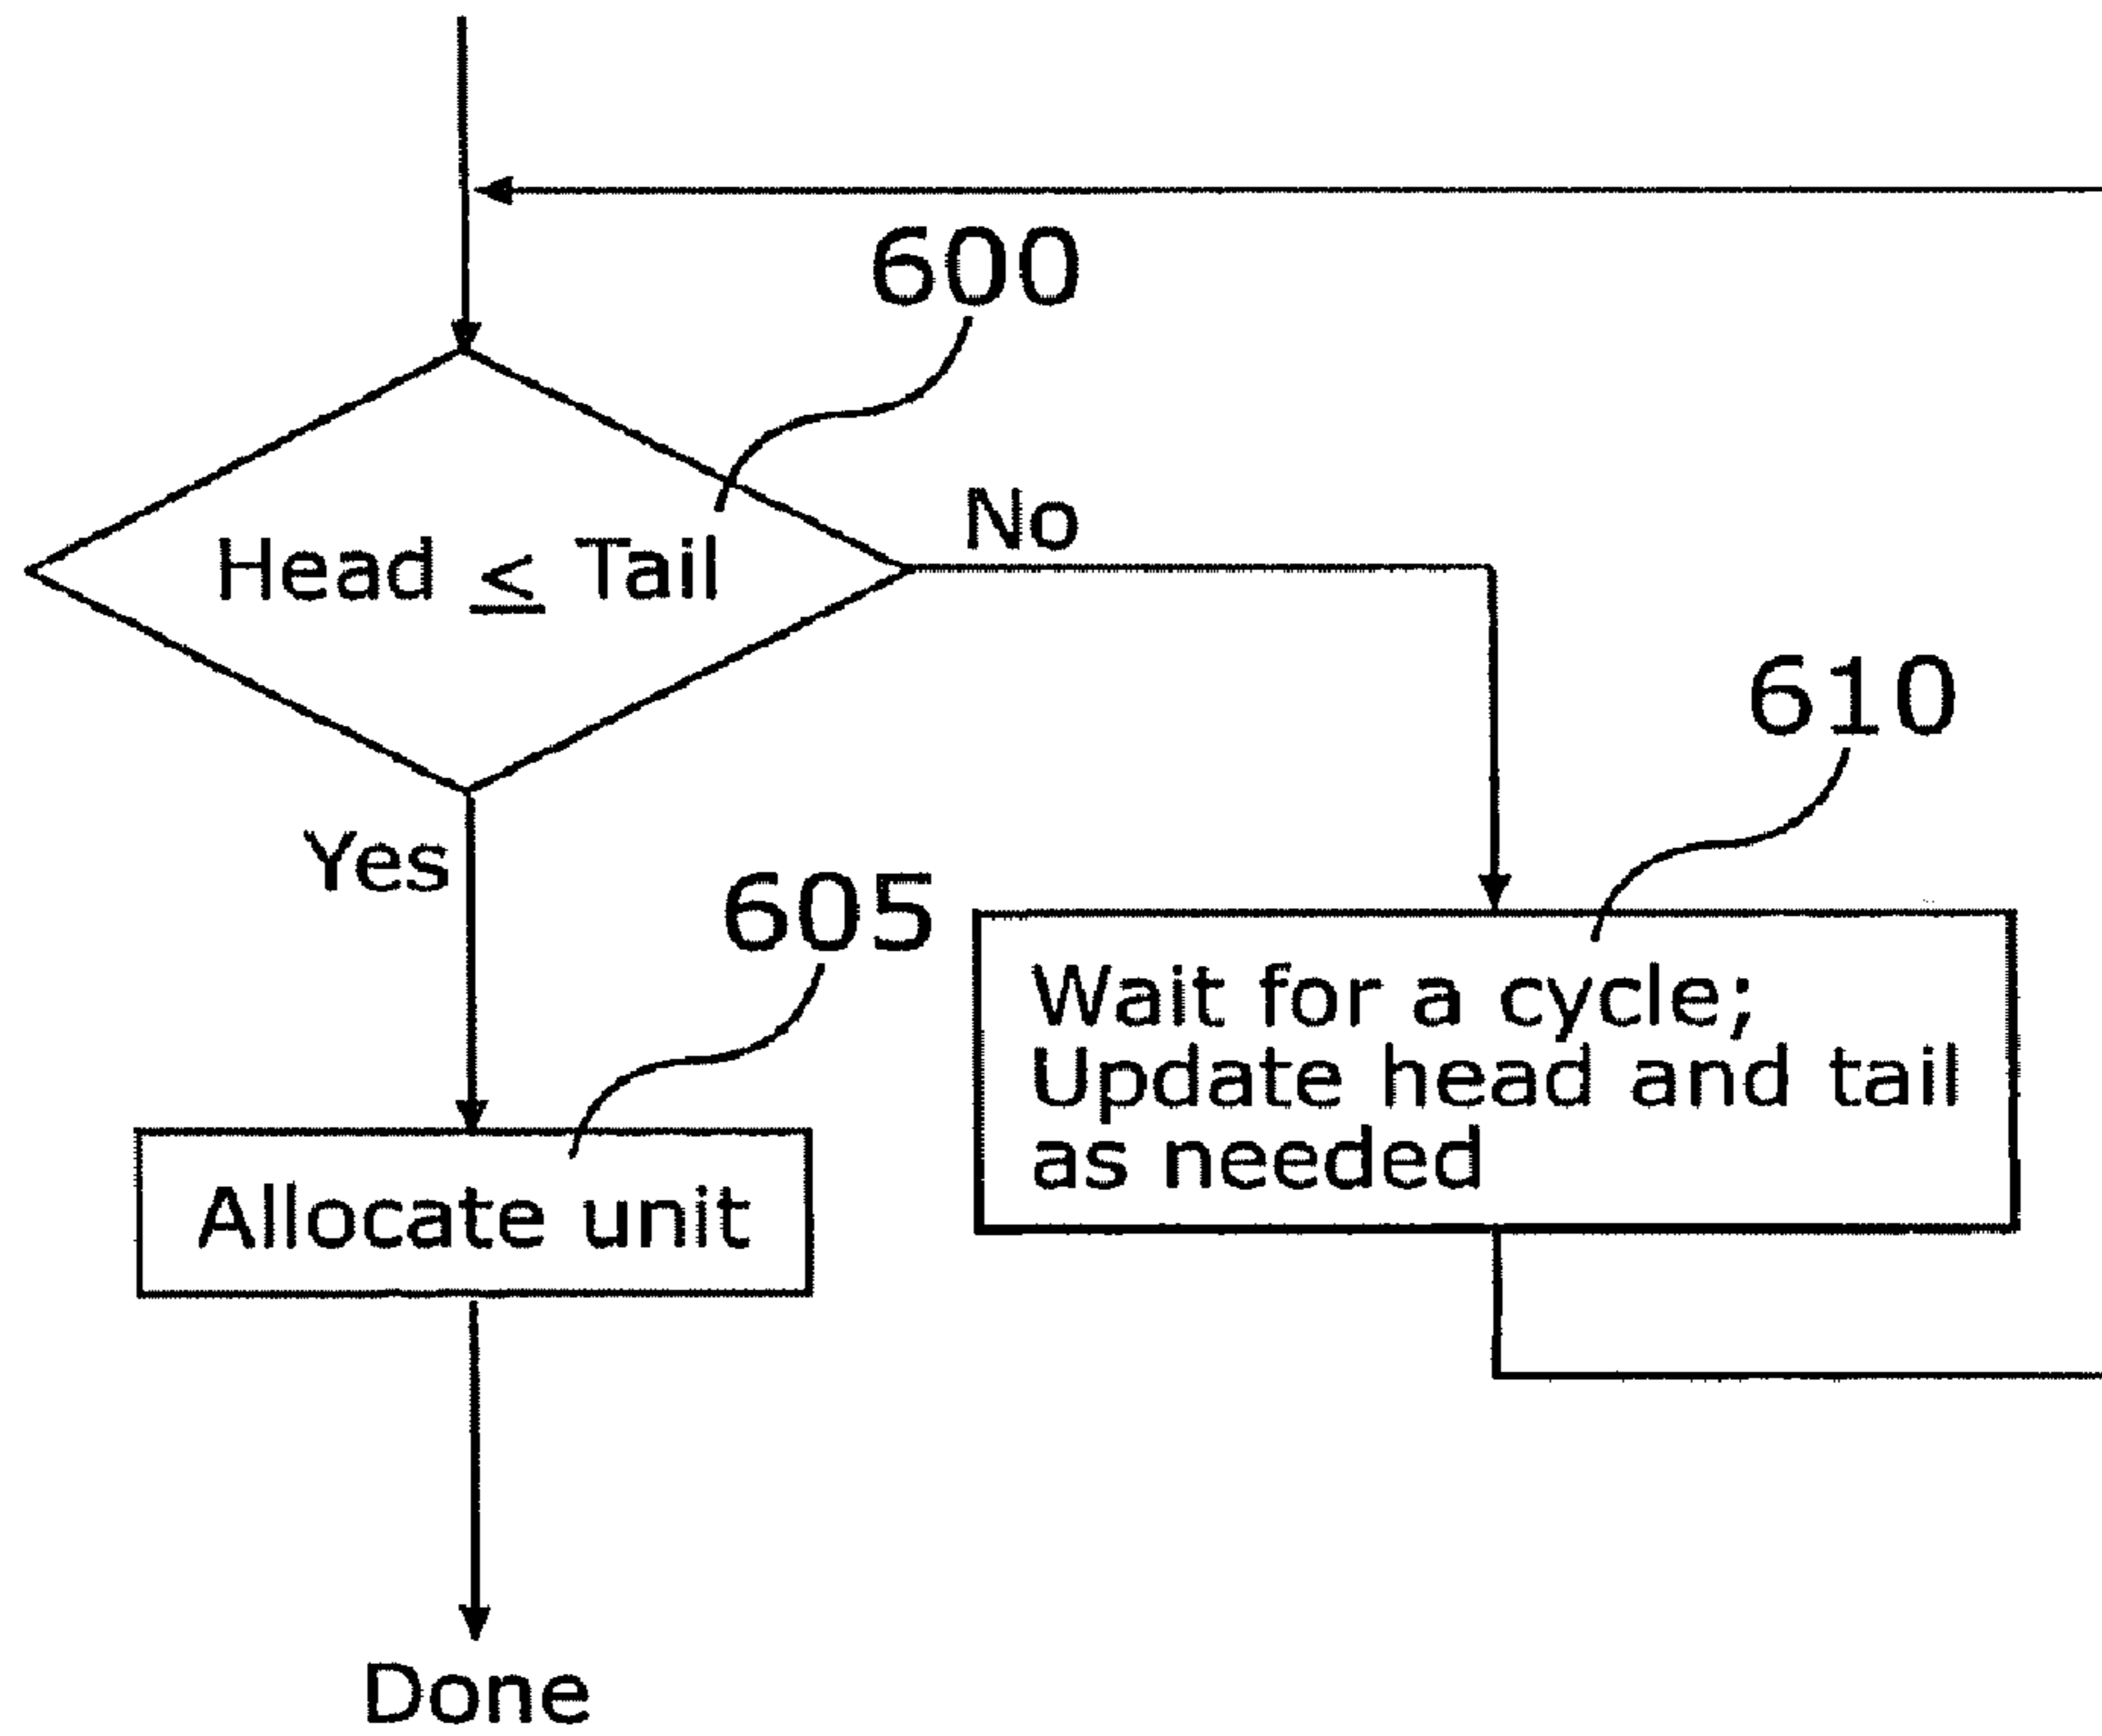 600
Head ≤ Tail
No
Yes
610
605
Wait for a cycle;
Update head and tail
as needed
Allocate unit
Done